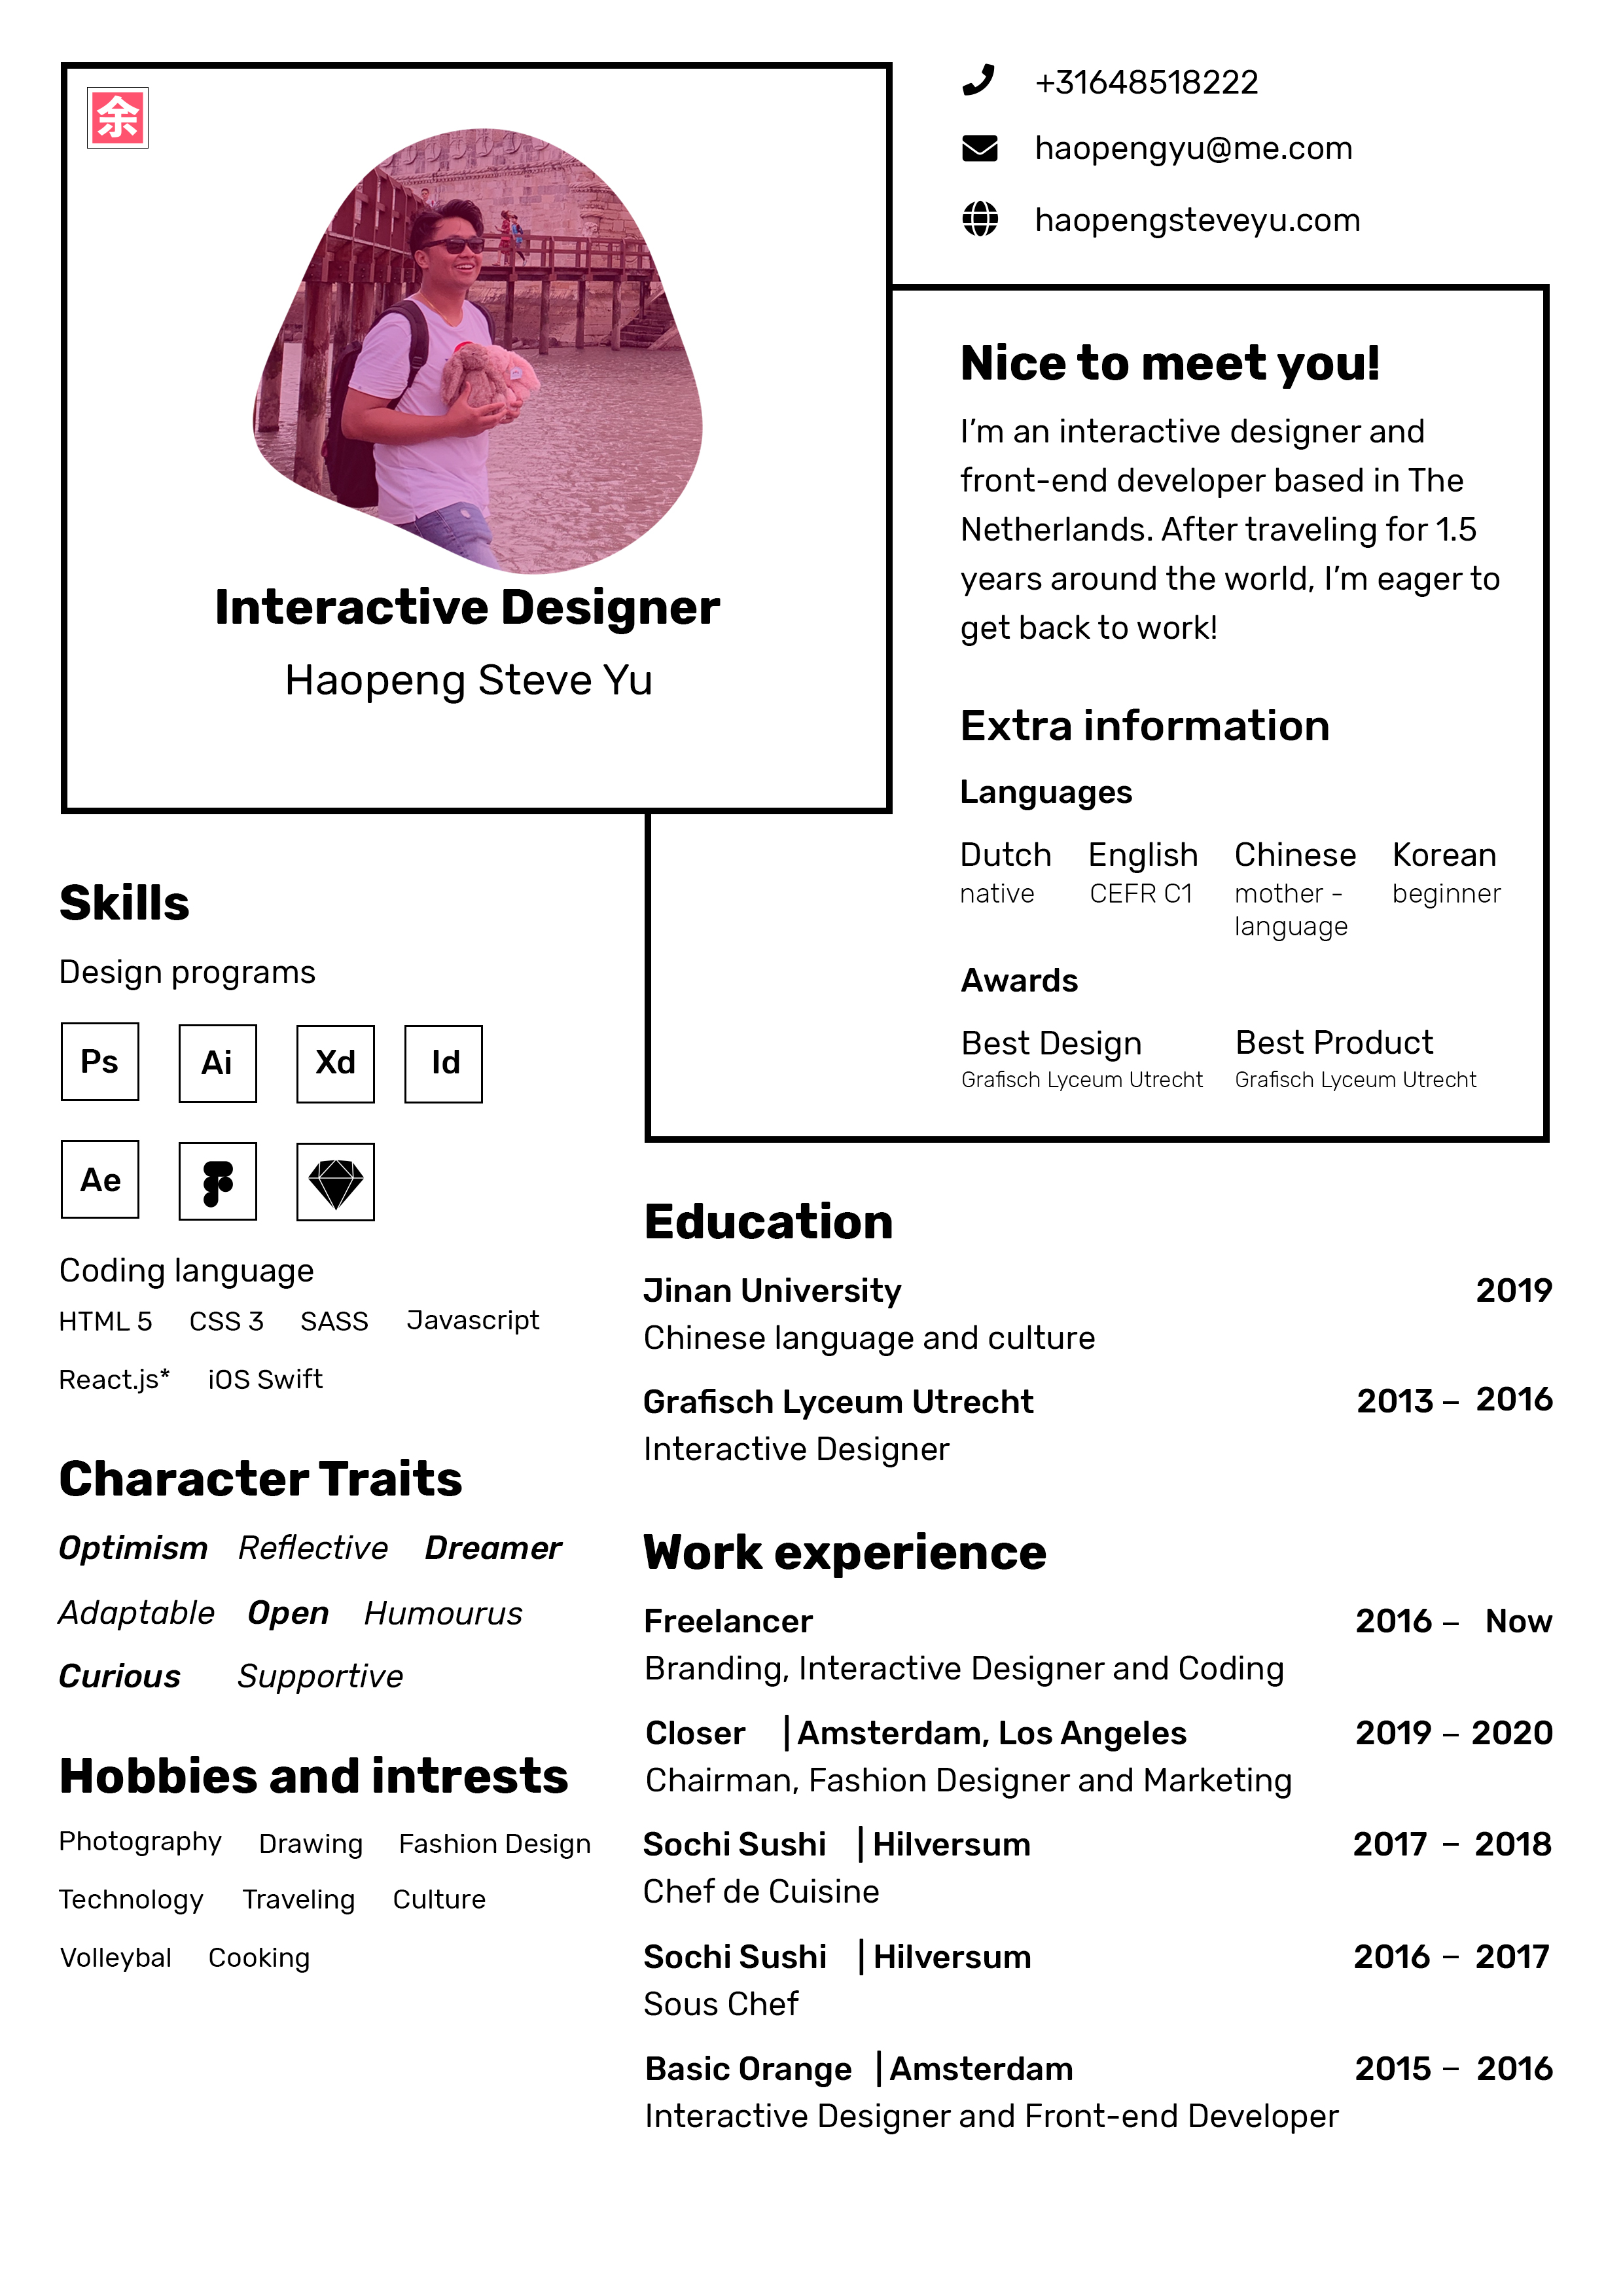 余
Interactive Designer
Haopeng Steve Yu
+31648518222
haopengyu@me.com
haopengsteveyu.com
Nice to meet you!
I'm an interactive designer and
front-end developer based in The
Netherlands. After traveling for 1.5
years around the world, I'm eager to
get back to work!
Extra information
Languages
Dutch English Chinese Korean
native CEFR C1 mother - beginner
language
Awards
Best Design Best Product
Grafisch Lyceum Utrecht Grafisch Lyceum Utrecht
Skills
Design programs
Ps Ai Xd Id
Ae
Coding language
HTML 5 CSS 3 SASS Javascript
React.js* iOS Swift
Character Traits
Optimism Reflective Dreamer
Adaptable Open Humourus
Curious Supportive
Hobbies and intrests
Photography Drawing Fashion Design
Technology Traveling Culture
Volleybal Cooking
Education
Jinan University 2019
Chinese language and culture
Grafisch Lyceum Utrecht 2013 – 2016
Interactive Designer
Work experience
Freelancer 2016 – Now
Branding, Interactive Designer and Coding
Closer | Amsterdam, Los Angeles 2019 – 2020
Chairman, Fashion Designer and Marketing
Sochi Sushi | Hilversum 2017 – 2018
Chef de Cuisine
Sochi Sushi | Hilversum 2016 – 2017
Sous Chef
Basic Orange | Amsterdam 2015 – 2016
Interactive Designer and Front-end Developer